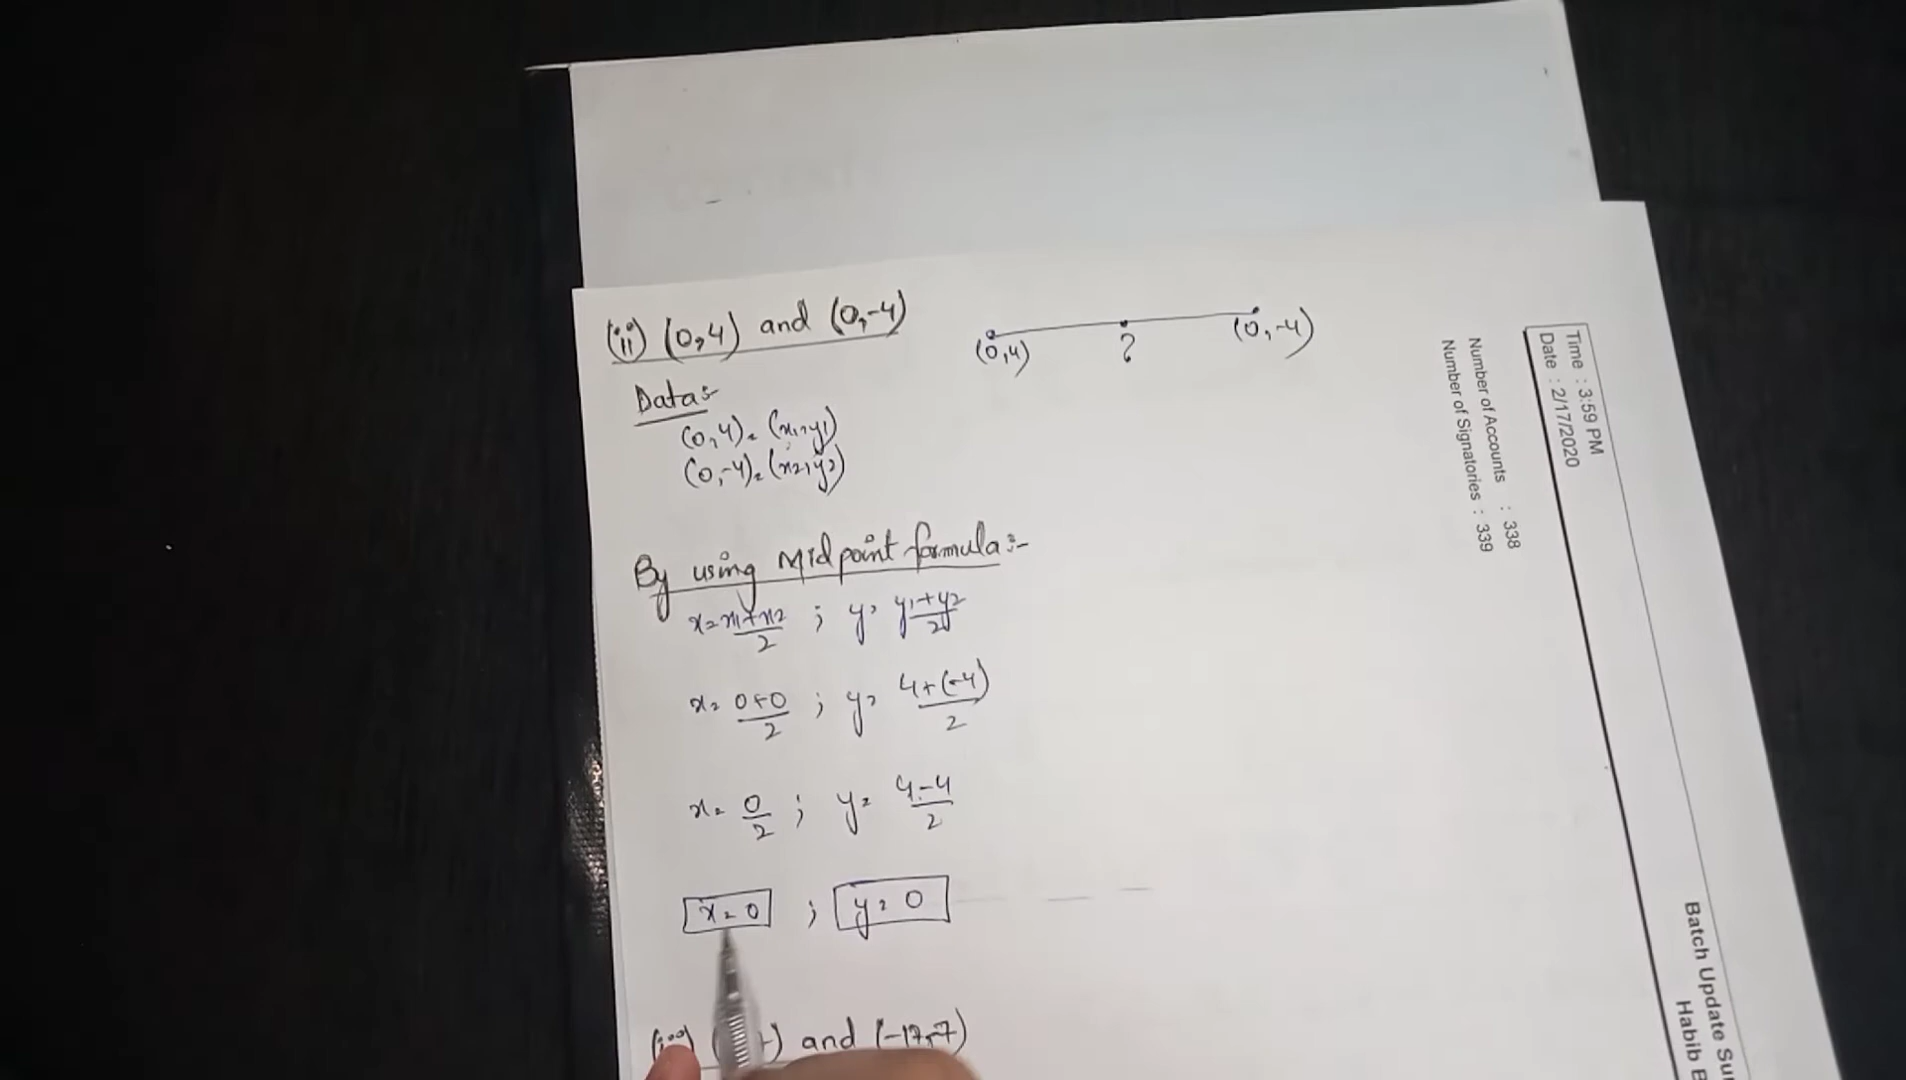 (ii) (0,4) and (0,-4)
(0,4) ? (0,-4)
Data:-
(0,4) = (x1,y1)
(0,-4) = (x2,y2)
By using Midpoint formula:-
x = x1+x2/2 ; y = y1+y2/2
x = 0+0/2 ; y = 4+(-4)/2
x = 0/2 ; y = 4-4/2
x = 0 ; y = 0
and (-17,-7)
Time : 3:59 PM
Date : 2/17/2020
Number of Accounts : 338
Number of Signatories : 339
Batch Update
Habib